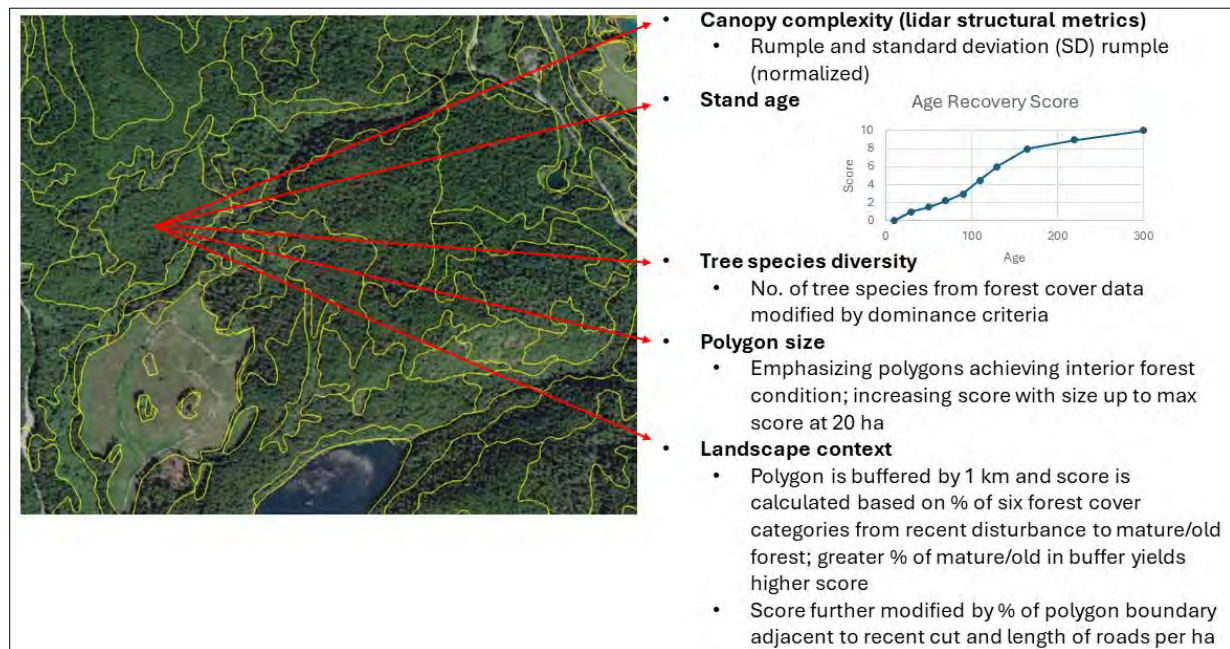 • Canopy complexity (lidar structural metrics)
• Rumple and standard deviation (SD) rumple
(normalized)
• Stand age
Age Recovery Score
10
8
6
4
2
0
Score
0 100 200 300
Age
• Tree species diversity
• No. of tree species from forest cover data
modified by dominance criteria
• Polygon size
• Emphasizing polygons achieving interior forest
condition; increasing score with size up to max
score at 20 ha
• Landscape context
• Polygon is buffered by 1 km and score is
calculated based on % of six forest cover
categories from recent disturbance to mature/old
forest; greater % of mature/old in buffer yields
higher score
• Score further modified by % of polygon boundary
adjacent to recent cut and length of roads per ha